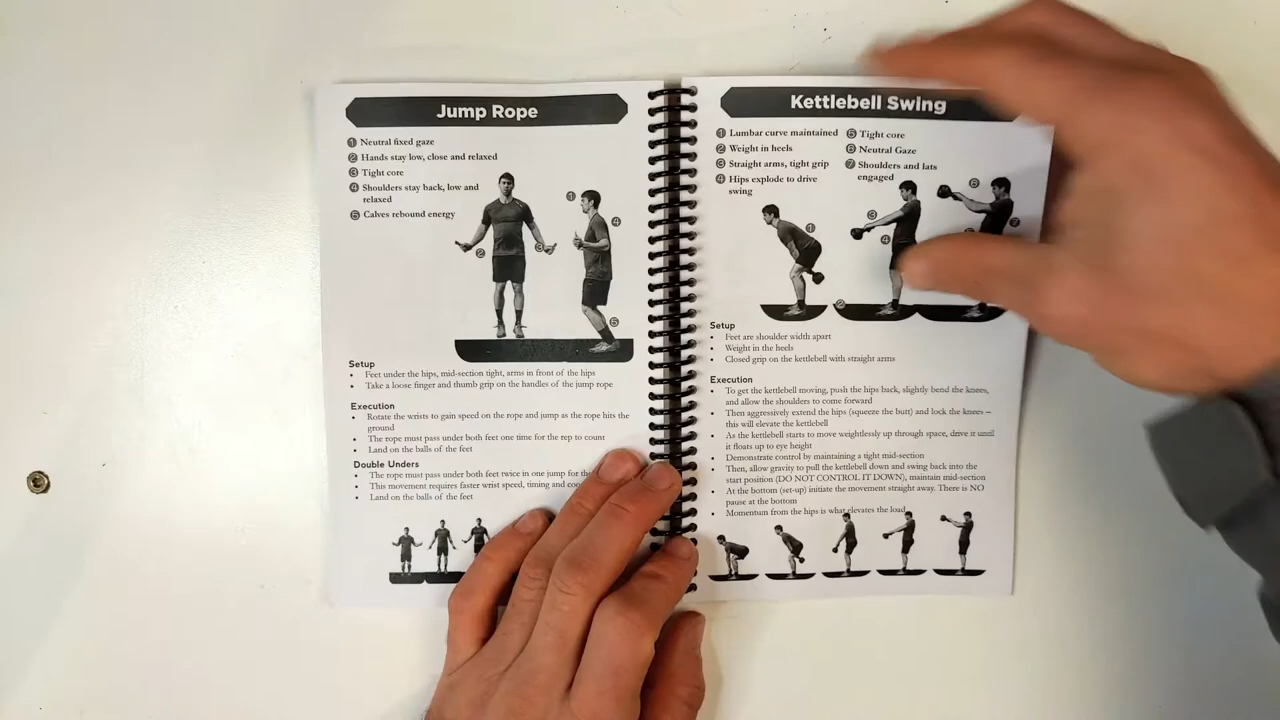 Jump Rope
1 Neutral fixed gaze
2 Hands stay low, close and relaxed
3 Tight core
4 Shoulders stay back, low and
relaxed
5 Calves rebound energy
1
4
2
3
5
Setup
• Feet under the hips, mid-section tight, arms in front of the hips
• Take a loose finger and thumb grip on the handles of the jump rope
Execution
• Rotate the wrists to gain speed on the rope and jump as the rope hits the
ground
• The rope must pass under both feet one time for the rep to count
• Land on the balls of the feet
Double Unders
• The rope must pass under both feet twice in one jump for the
• This movement requires faster wrist speed, timing and
• Land on the balls of the feet
Kettlebell Swing
1 Lumbar curve maintained
2 Weight in heels
3 Straight arms, tight grip
4 Hips explode to drive
swing
5 Tight core
6 Neutral Gaze
7 Shoulders and lats
engaged
6
3
1
7
4
2
Setup
• Feet are shoulder width apart
• Weight in the heels
• Closed grip on the kettlebell with straight arms
Execution
• To get the kettlebell moving, push the hips back, slightly bend the knees,
and allow the shoulders to come forward
• Then aggressively extend the hips (squeeze the butt) and lock the knees –
this will elevate the kettlebell
• As the kettlebell starts to move weightlessly up through space, drive it until
it floats up to eye height
• Demonstrate control by maintaining a tight mid-section
• Then, allow gravity to pull the kettlebell down and swing back into the
start position (DO NOT CONTROL IT DOWN), maintain mid-section
• At the bottom (set-up) initiate the movement straight away. There is NO
pause at the bottom
• Momentum from the hips is what elevates the load